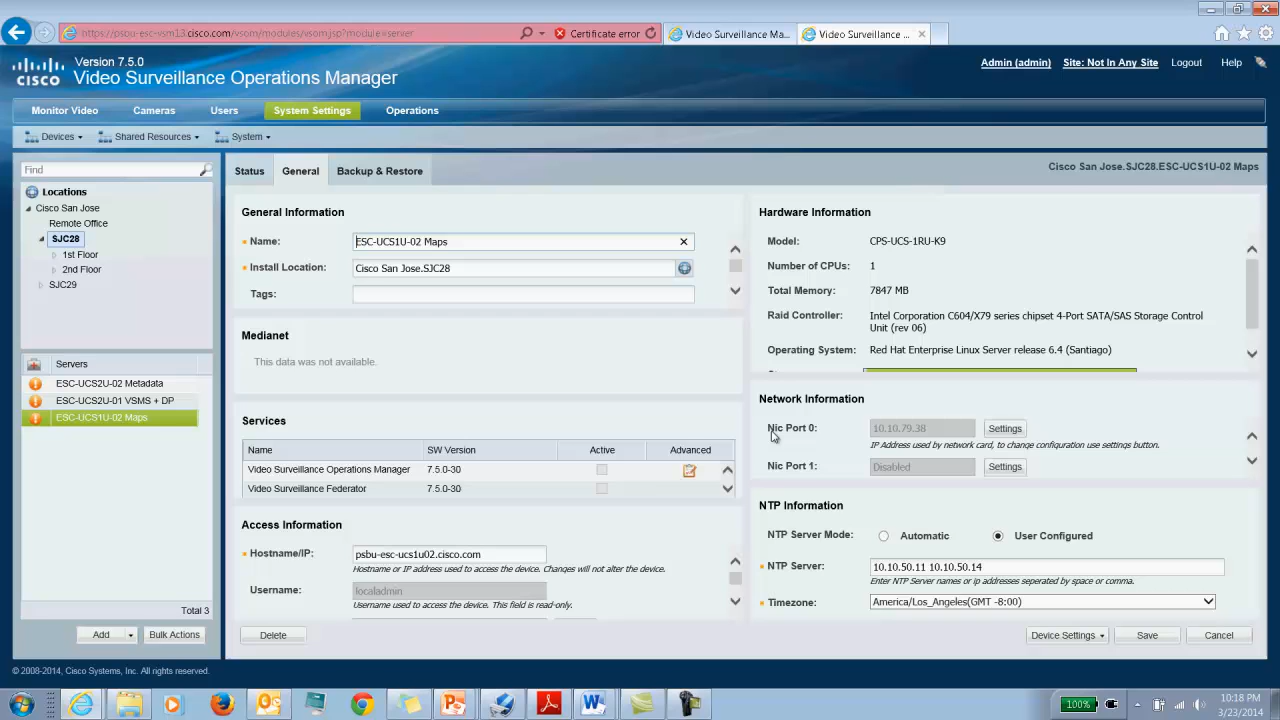 https://psbu-esc-vsm13.cisco.com/vsom/modules/vsom.jsp?module=server
Certificate error
Video Surveillance Ma...
Video Surveillance ...
cisco
Version 7.5.0
Video Surveillance Operations Manager
Admin (admin)
Site: Not In Any Site
Logout
Help
Monitor Video
Cameras
Users
System Settings
Operations
Devices
Shared Resources
System
Find
Locations
Cisco San Jose
Remote Office
SJC28
1st Floor
2nd Floor
SJC29
Servers
ESC-UCS2U-02 Metadata
ESC-UCS2U-01 VSMS + DP
ESC-UCS1U-02 Maps
Total 3
Add
Bulk Actions
Status
General
Backup & Restore
Cisco San Jose.SJC28.ESC-UCS1U-02 Maps
General Information
Name:
ESC-UCS1U-02 Maps
Install Location:
Cisco San Jose.SJC28
Tags:
Medianet
This data was not available.
Services
Name
SW Version
Active
Advanced
Video Surveillance Operations Manager
7.5.0-30
Video Surveillance Federator
7.5.0-30
Access Information
Hostname/IP:
psbu-esc-ucs1u02.cisco.com
Hostname or IP address used to access the device. Changes will not alter the device.
Username:
localadmin
Username used to access the device. This field is read-only.
Delete
Hardware Information
Model:
CPS-UCS-1RU-K9
Number of CPUs:
1
Total Memory:
7847 MB
Raid Controller:
Intel Corporation C604/X79 series chipset 4-Port SATA/SAS Storage Control
Unit (rev 06)
Operating System:
Red Hat Enterprise Linux Server release 6.4 (Santiago)
Network Information
Nic Port 0:
10.10.79.38
Settings
IP Address used by network card, to change configuration use settings button.
Nic Port 1:
Disabled
Settings
NTP Information
NTP Server Mode:
Automatic
User Configured
NTP Server:
10.10.50.11 10.10.50.14
Enter NTP Server names or ip addresses seperated by space or comma.
Timezone:
America/Los_Angeles(GMT -8:00)
Device Settings
Save
Cancel
© 2008-2014, Cisco Systems, Inc. All rights reserved.
100%
10:18 PM
3/23/2014